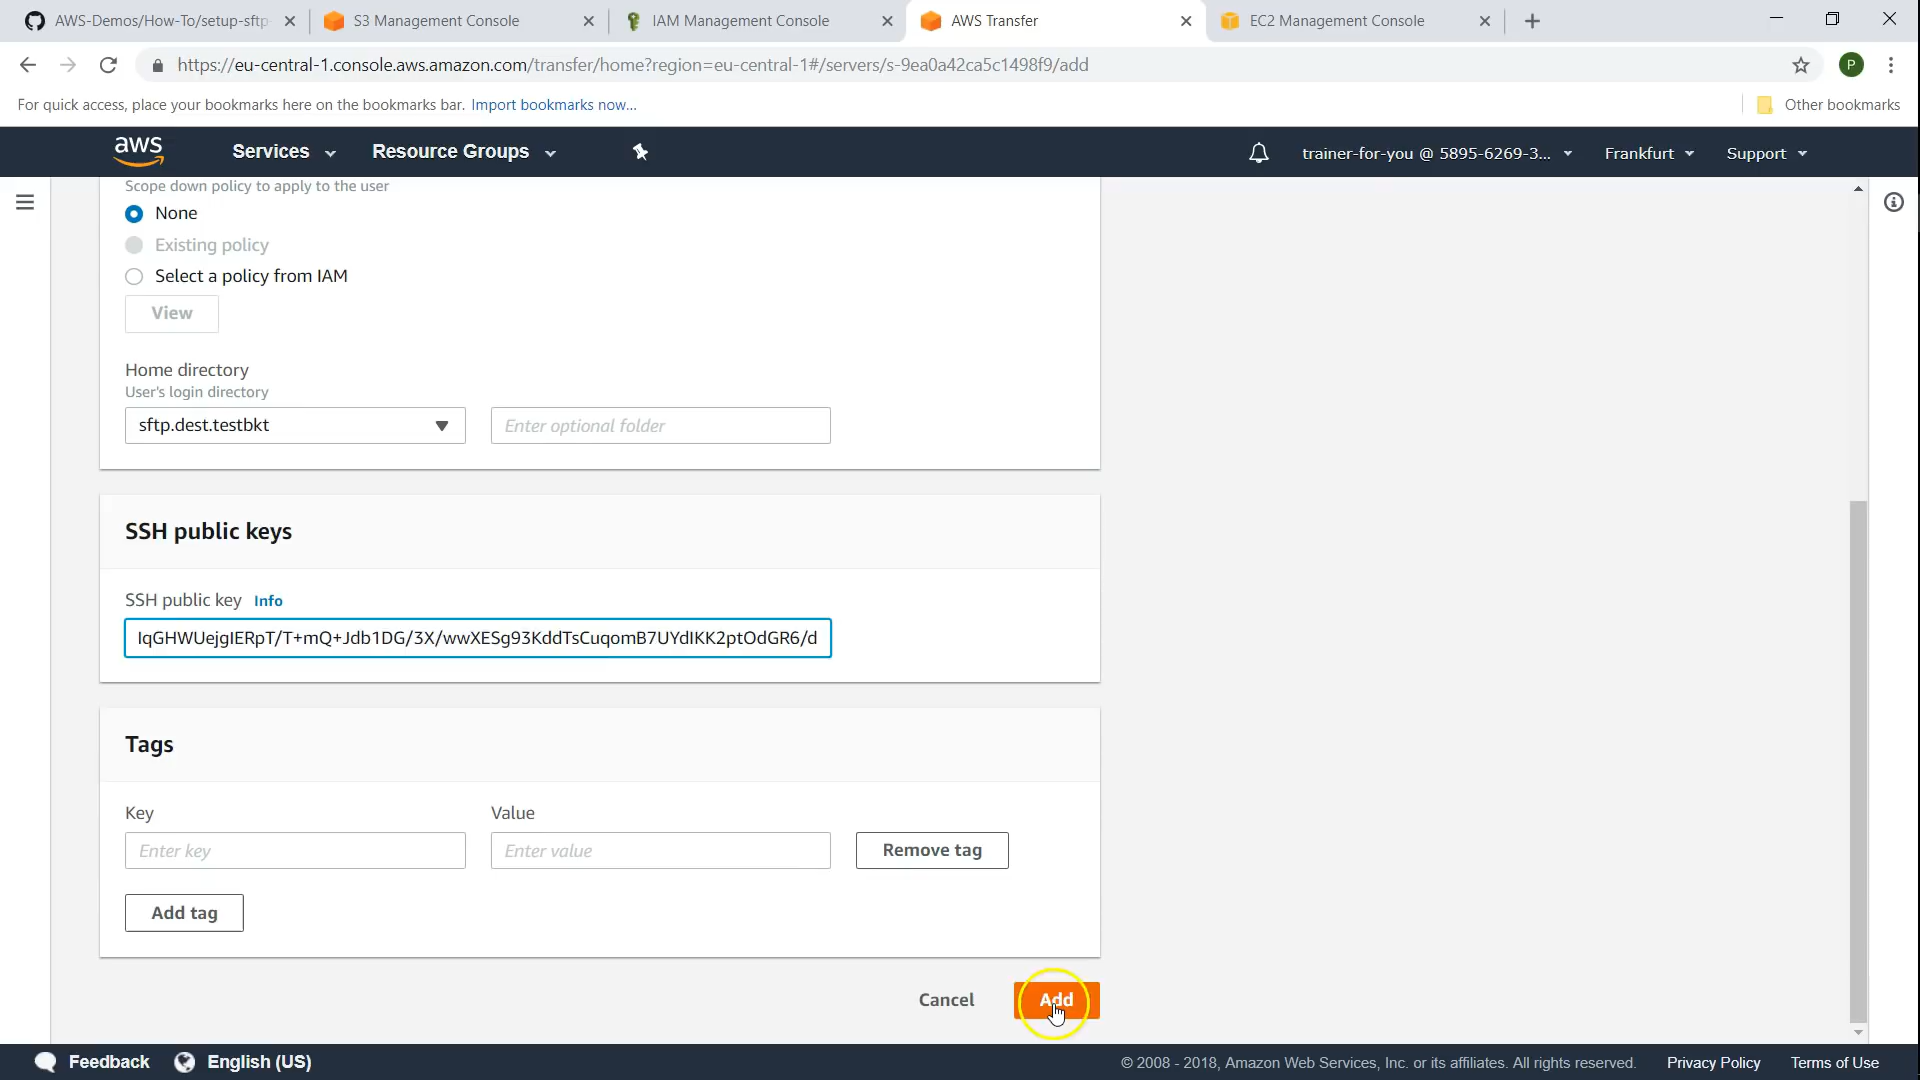 AWS-Demos/How-To/setup-sftp-
S3 Management Console
IAM Management Console
AWS Transfer
EC2 Management Console
https://eu-central-1.console.aws.amazon.com/transfer/home?region=eu-central-1#/servers/s-9ea0a42ca5c1498f9/add
P
For quick access, place your bookmarks here on the bookmarks bar. Import bookmarks now...
Other bookmarks
aws
Services
Resource Groups
trainer-for-you @ 5895-6269-3...
Frankfurt
Support
Scope down policy to apply to the user
None
Existing policy
Select a policy from IAM
View
Home directory
User's login directory
sftp.dest.testbkt
Enter optional folder
SSH public keys
SSH public key Info
IqGHWUejgIERpT/T+mQ+Jdb1DG/3X/wwXESg93KddTsCuqomB7UYdIKK2ptOdGR6/d
Tags
Key
Value
Enter key
Enter value
Remove tag
Add tag
Cancel
Add
Feedback
English (US)
© 2008 - 2018, Amazon Web Services, Inc. or its affiliates. All rights reserved.
Privacy Policy
Terms of Use